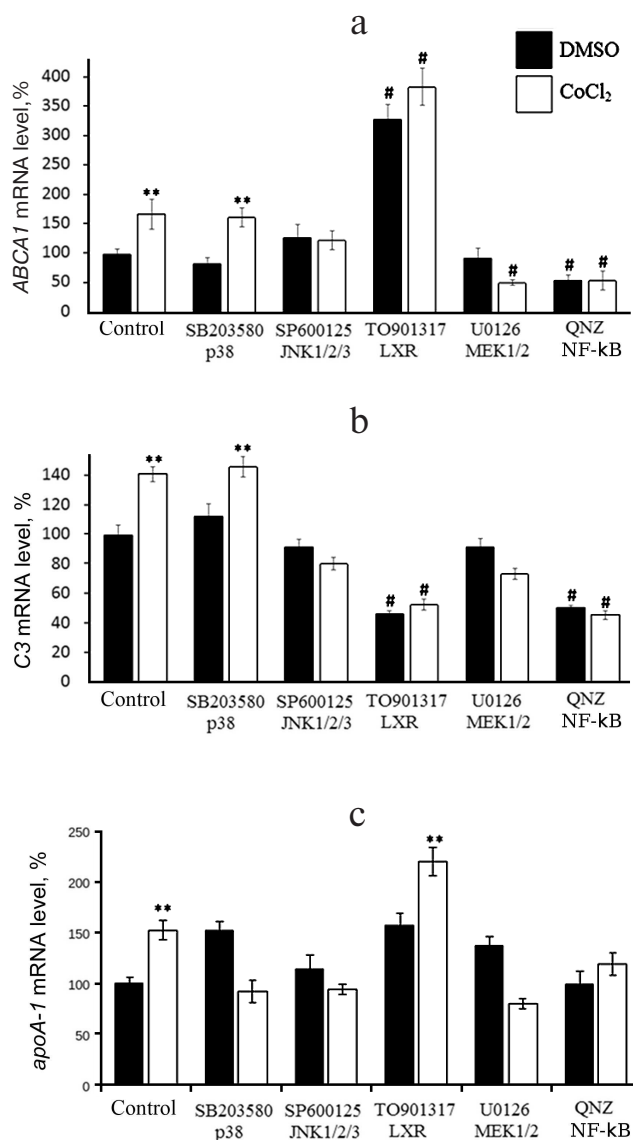 a
DMSO
CoCl₂
ABCA1 mRNA level,%
400
350
300
250
200
150
100
50
0
** ** # # # # #
Control SB203580 SP600125 TO901317 U0126 QNZ
p38 JNK1/2/3 LXR MEK1/2 NF-kB
b
C3 mRNA level, %
140
120
100
80
60
40
20
0
** ** # # # #
Control SB203580 SP600125 TO901317 U0126 QNZ
p38 JNK1/2/3 LXR MEK1/2 NF-kB
c
apoA-1 mRNA level, %
250
200
150
100
50
0
** **
Control SB203580 SP600125 TO901317 U0126 QNZ
p38 JNK1/2/3 LXR MEK1/2 NF-kB